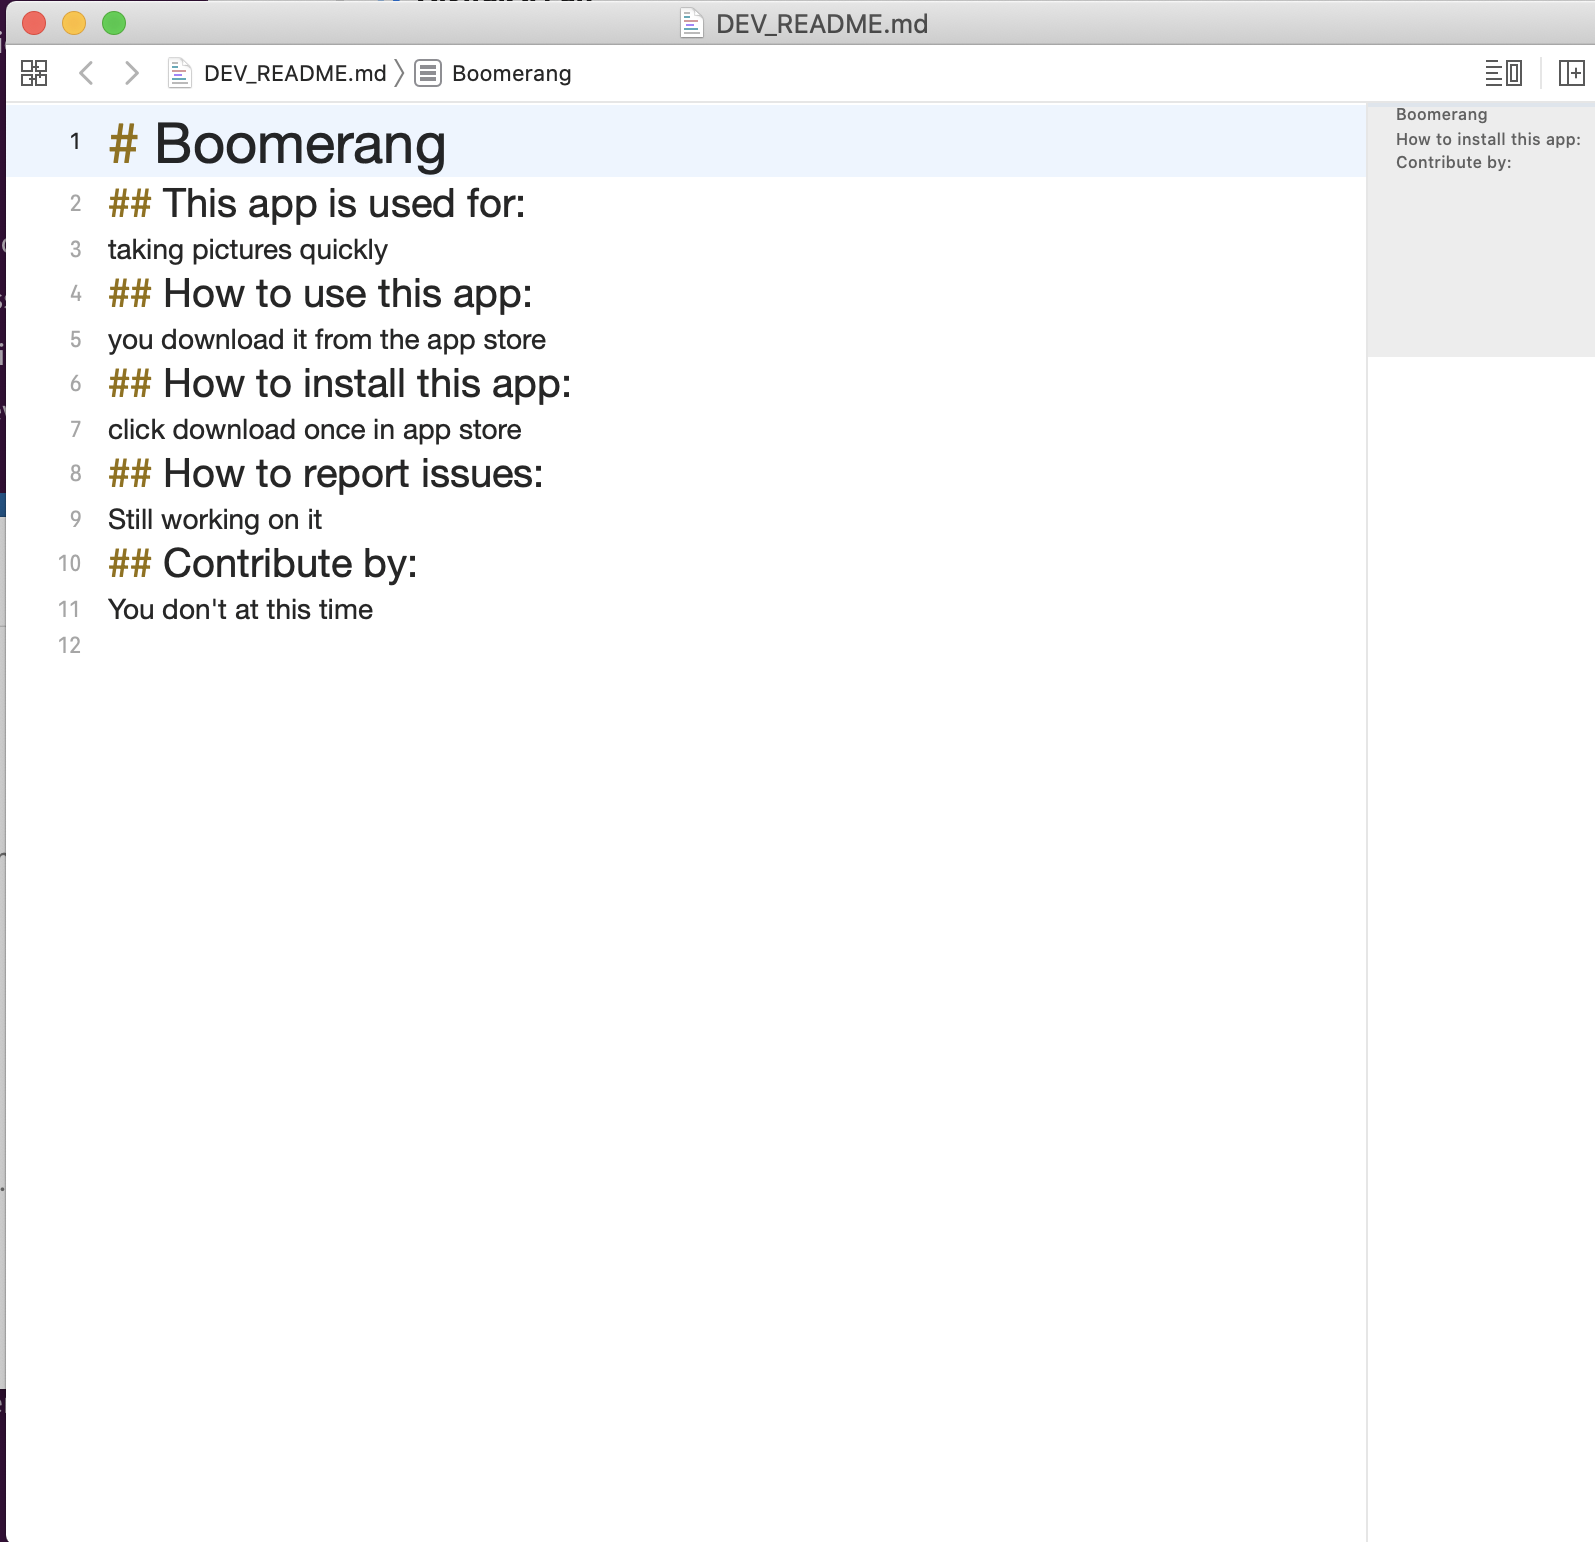 DEV_README.md
DEV_README.md Boomerang
1 # Boomerang
2 ## This app is used for:
3 taking pictures quickly
4 ## How to use this app:
5 you download it from the app store
6 ## How to install this app:
7 click download once in app store
8 ## How to report issues:
9 Still working on it
10 ## Contribute by:
11 You don't at this time
12
Boomerang
How to install this app:
Contribute by: